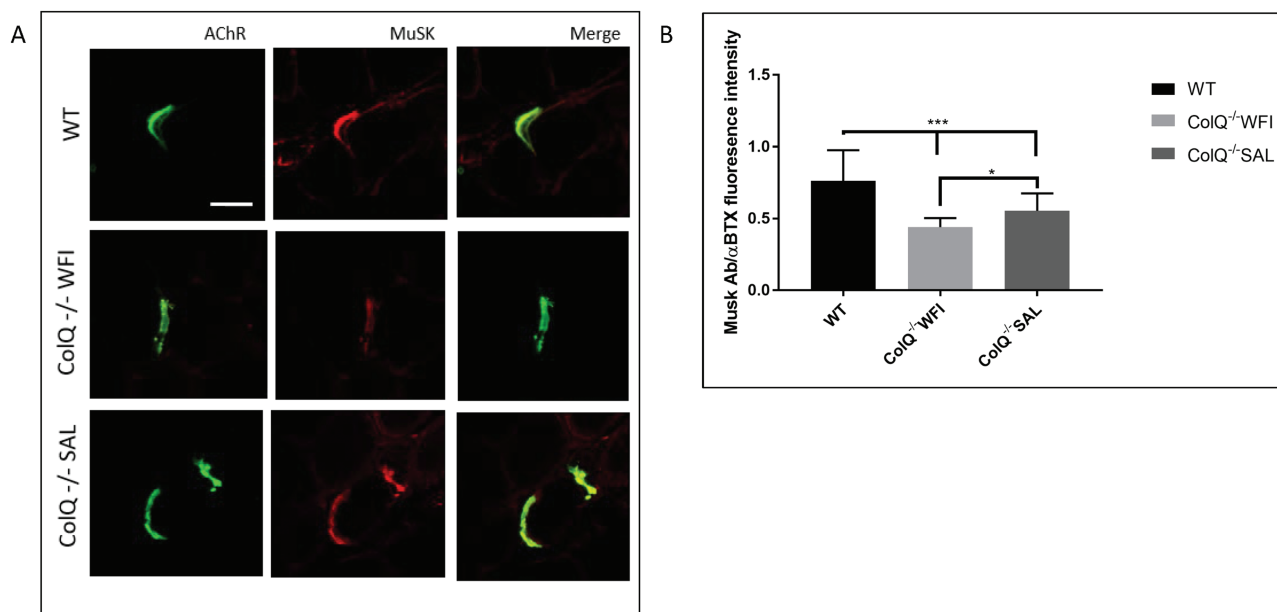 A
AChR MuSK Merge
WT
ColQ -/- WFI
ColQ -/- SAL
B
Musk Ab/αBTX fluoresence intensity
1.5
1.0
0.5
0.0
***
*
WT
ColQ-/-WFI
ColQ-/-SAL
WT
ColQ-/-WFI
ColQ-/-SAL